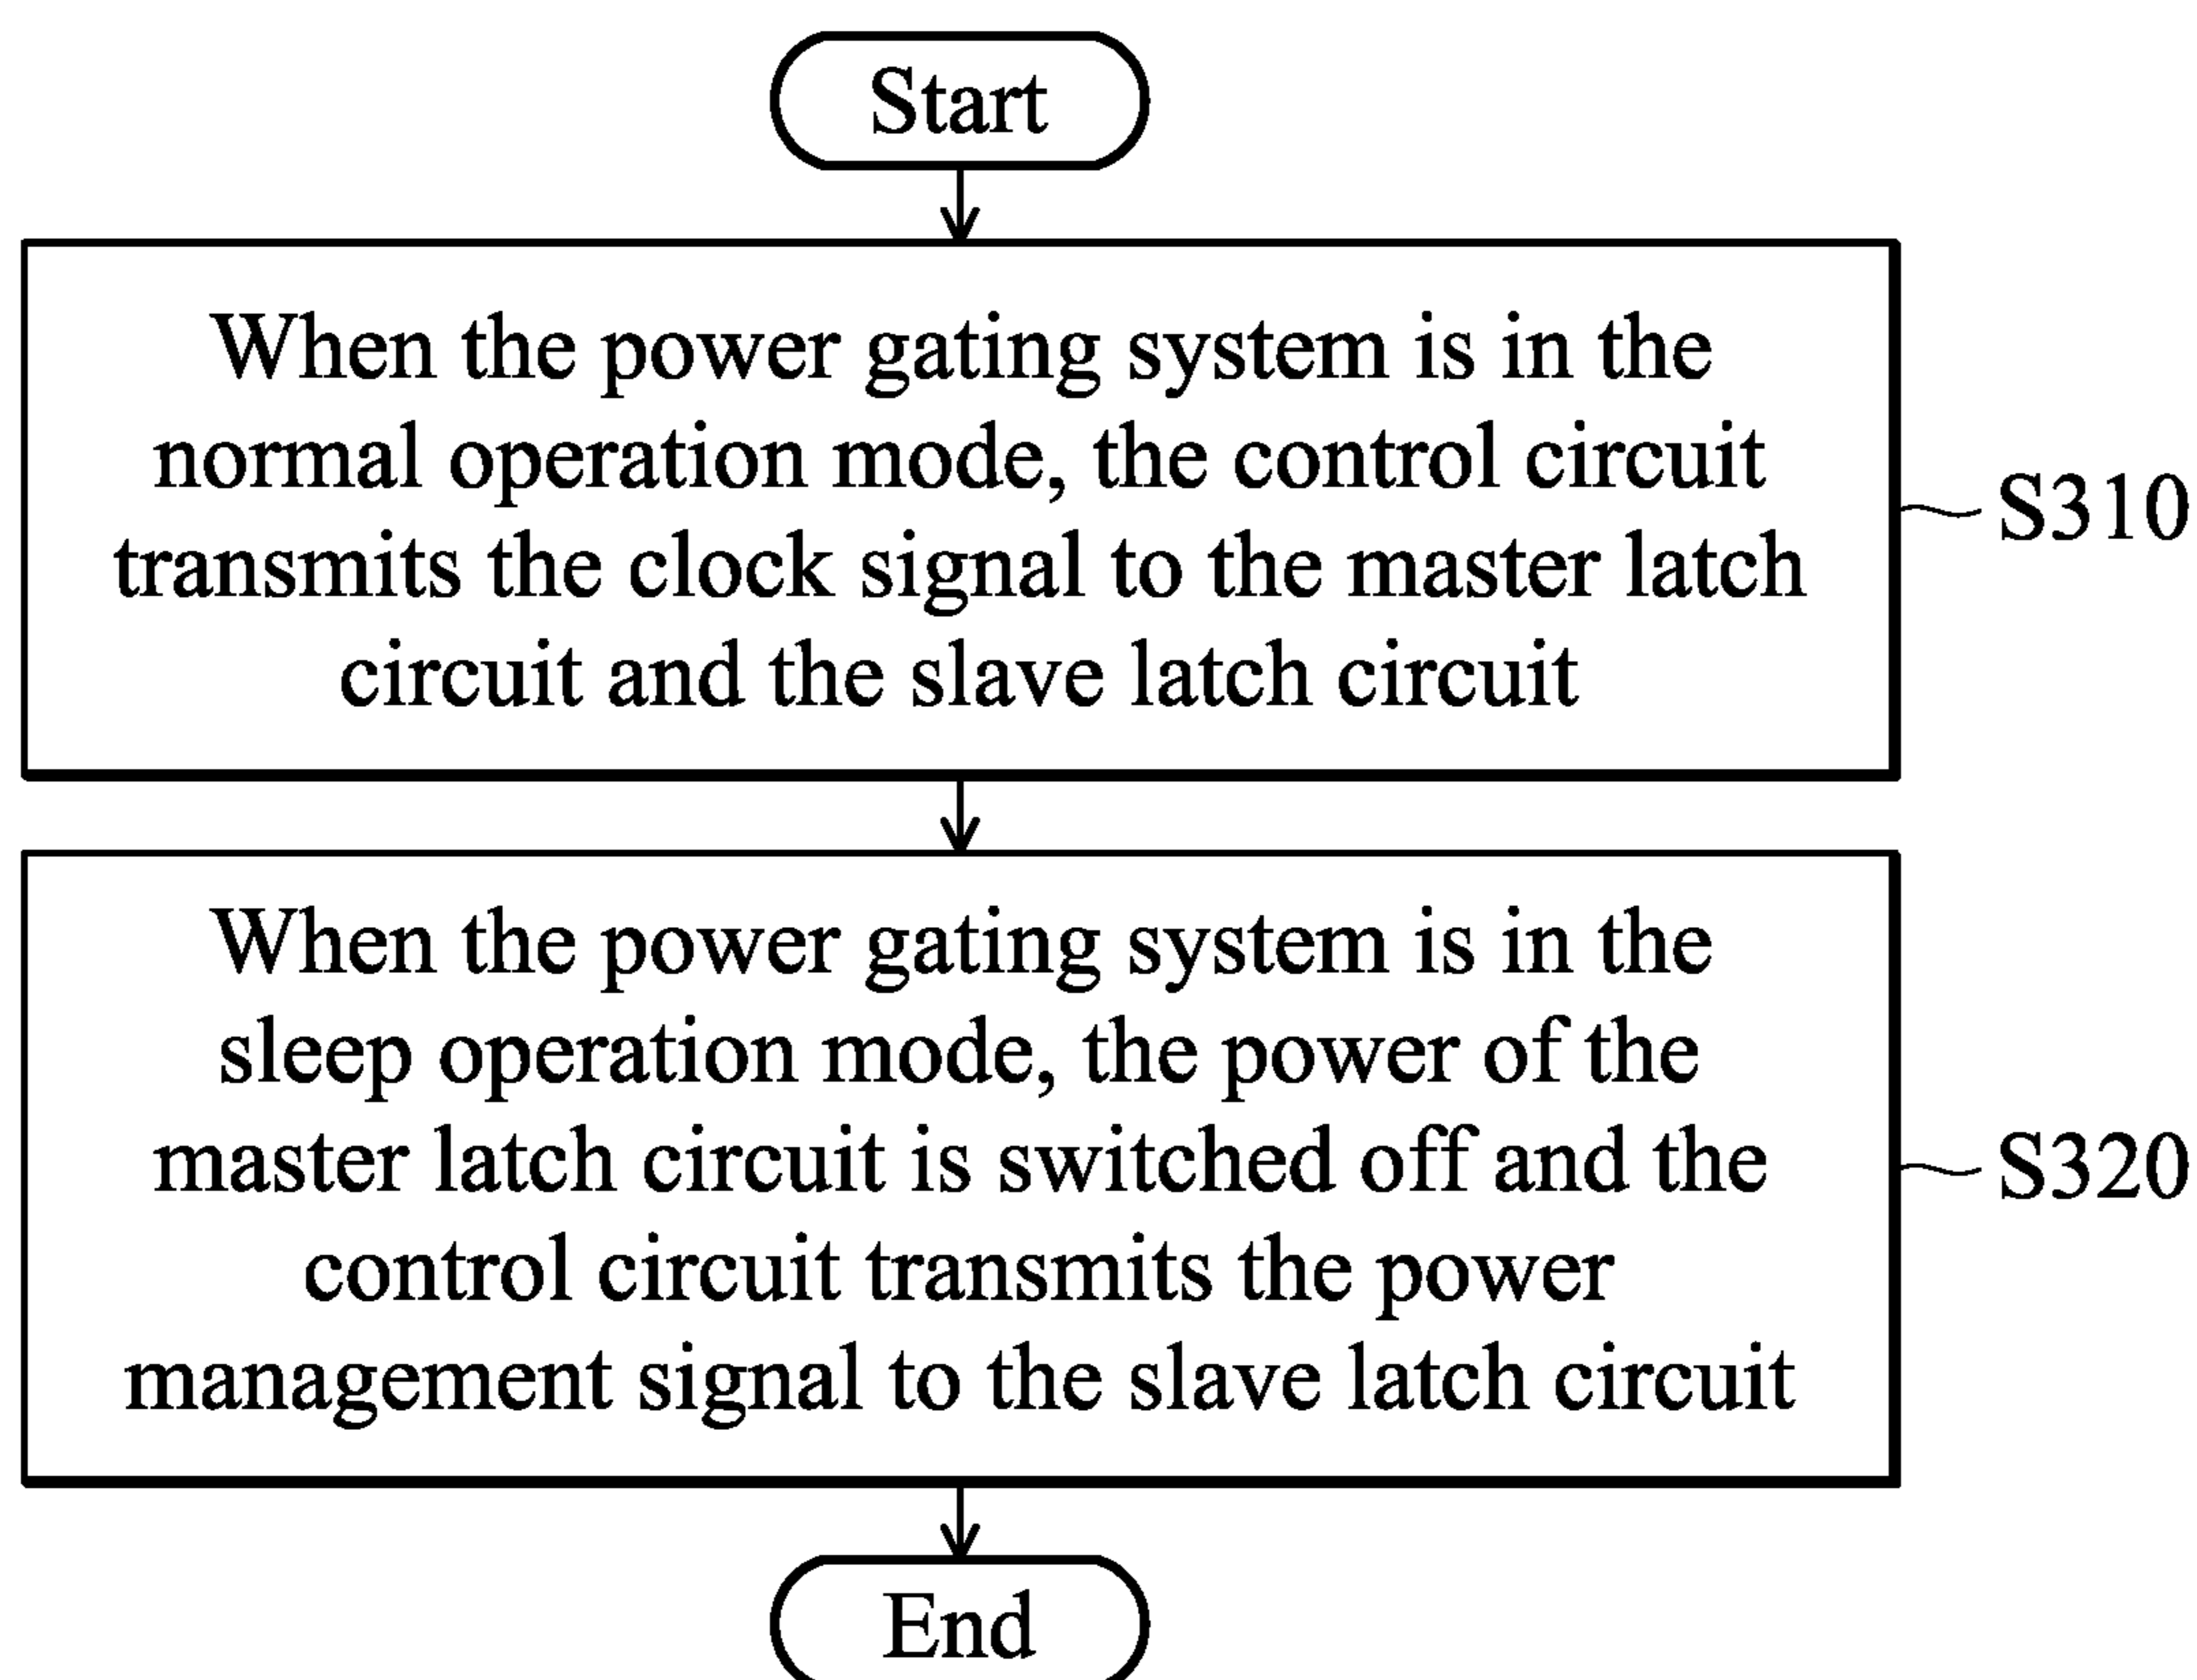 Start
When the power gating system is in the
normal operation mode, the control circuit
transmits the clock signal to the master latch
circuit and the slave latch circuit
S310
When the power gating system is in the
sleep operation mode, the power of the
master latch circuit is switched off and the
control circuit transmits the power
management signal to the slave latch circuit
S320
End